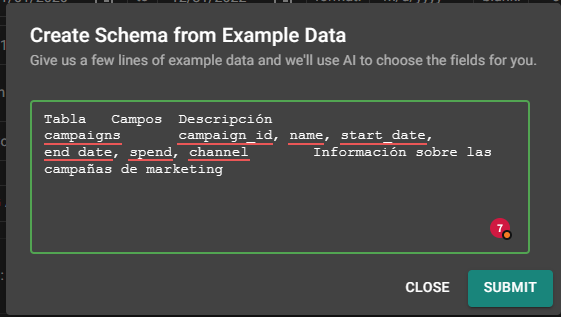 Create Schema from Example Data
Give us a few lines of example data and we'll use AI to choose the fields for you.
Tabla Campos Descripción
campaigns campaign_id, name, start_date,
end_date, spend, channel Información sobre las
campañas de marketing
7
CLOSE SUBMIT